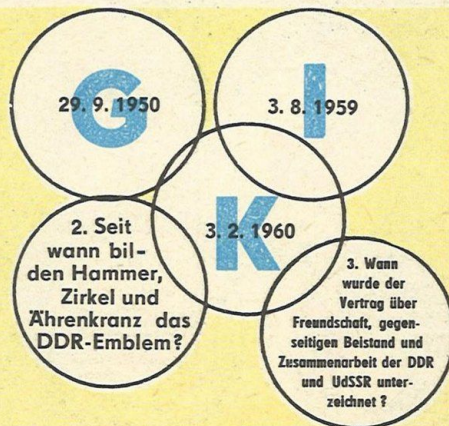 G
29. 9. 1950
I
3. 8. 1959
K
3. 2. 1960
2. Seit
wann bil-
den Hammer,
Zirkel und
Ährenkranz das
DDR-Emblem?
3. Wann
wurde der
Vertrag über
Freundschaft, gegen-
seitigen Beistand und
Zusammenarbeit der DDR
und UdSSR unter-
zeichnet?